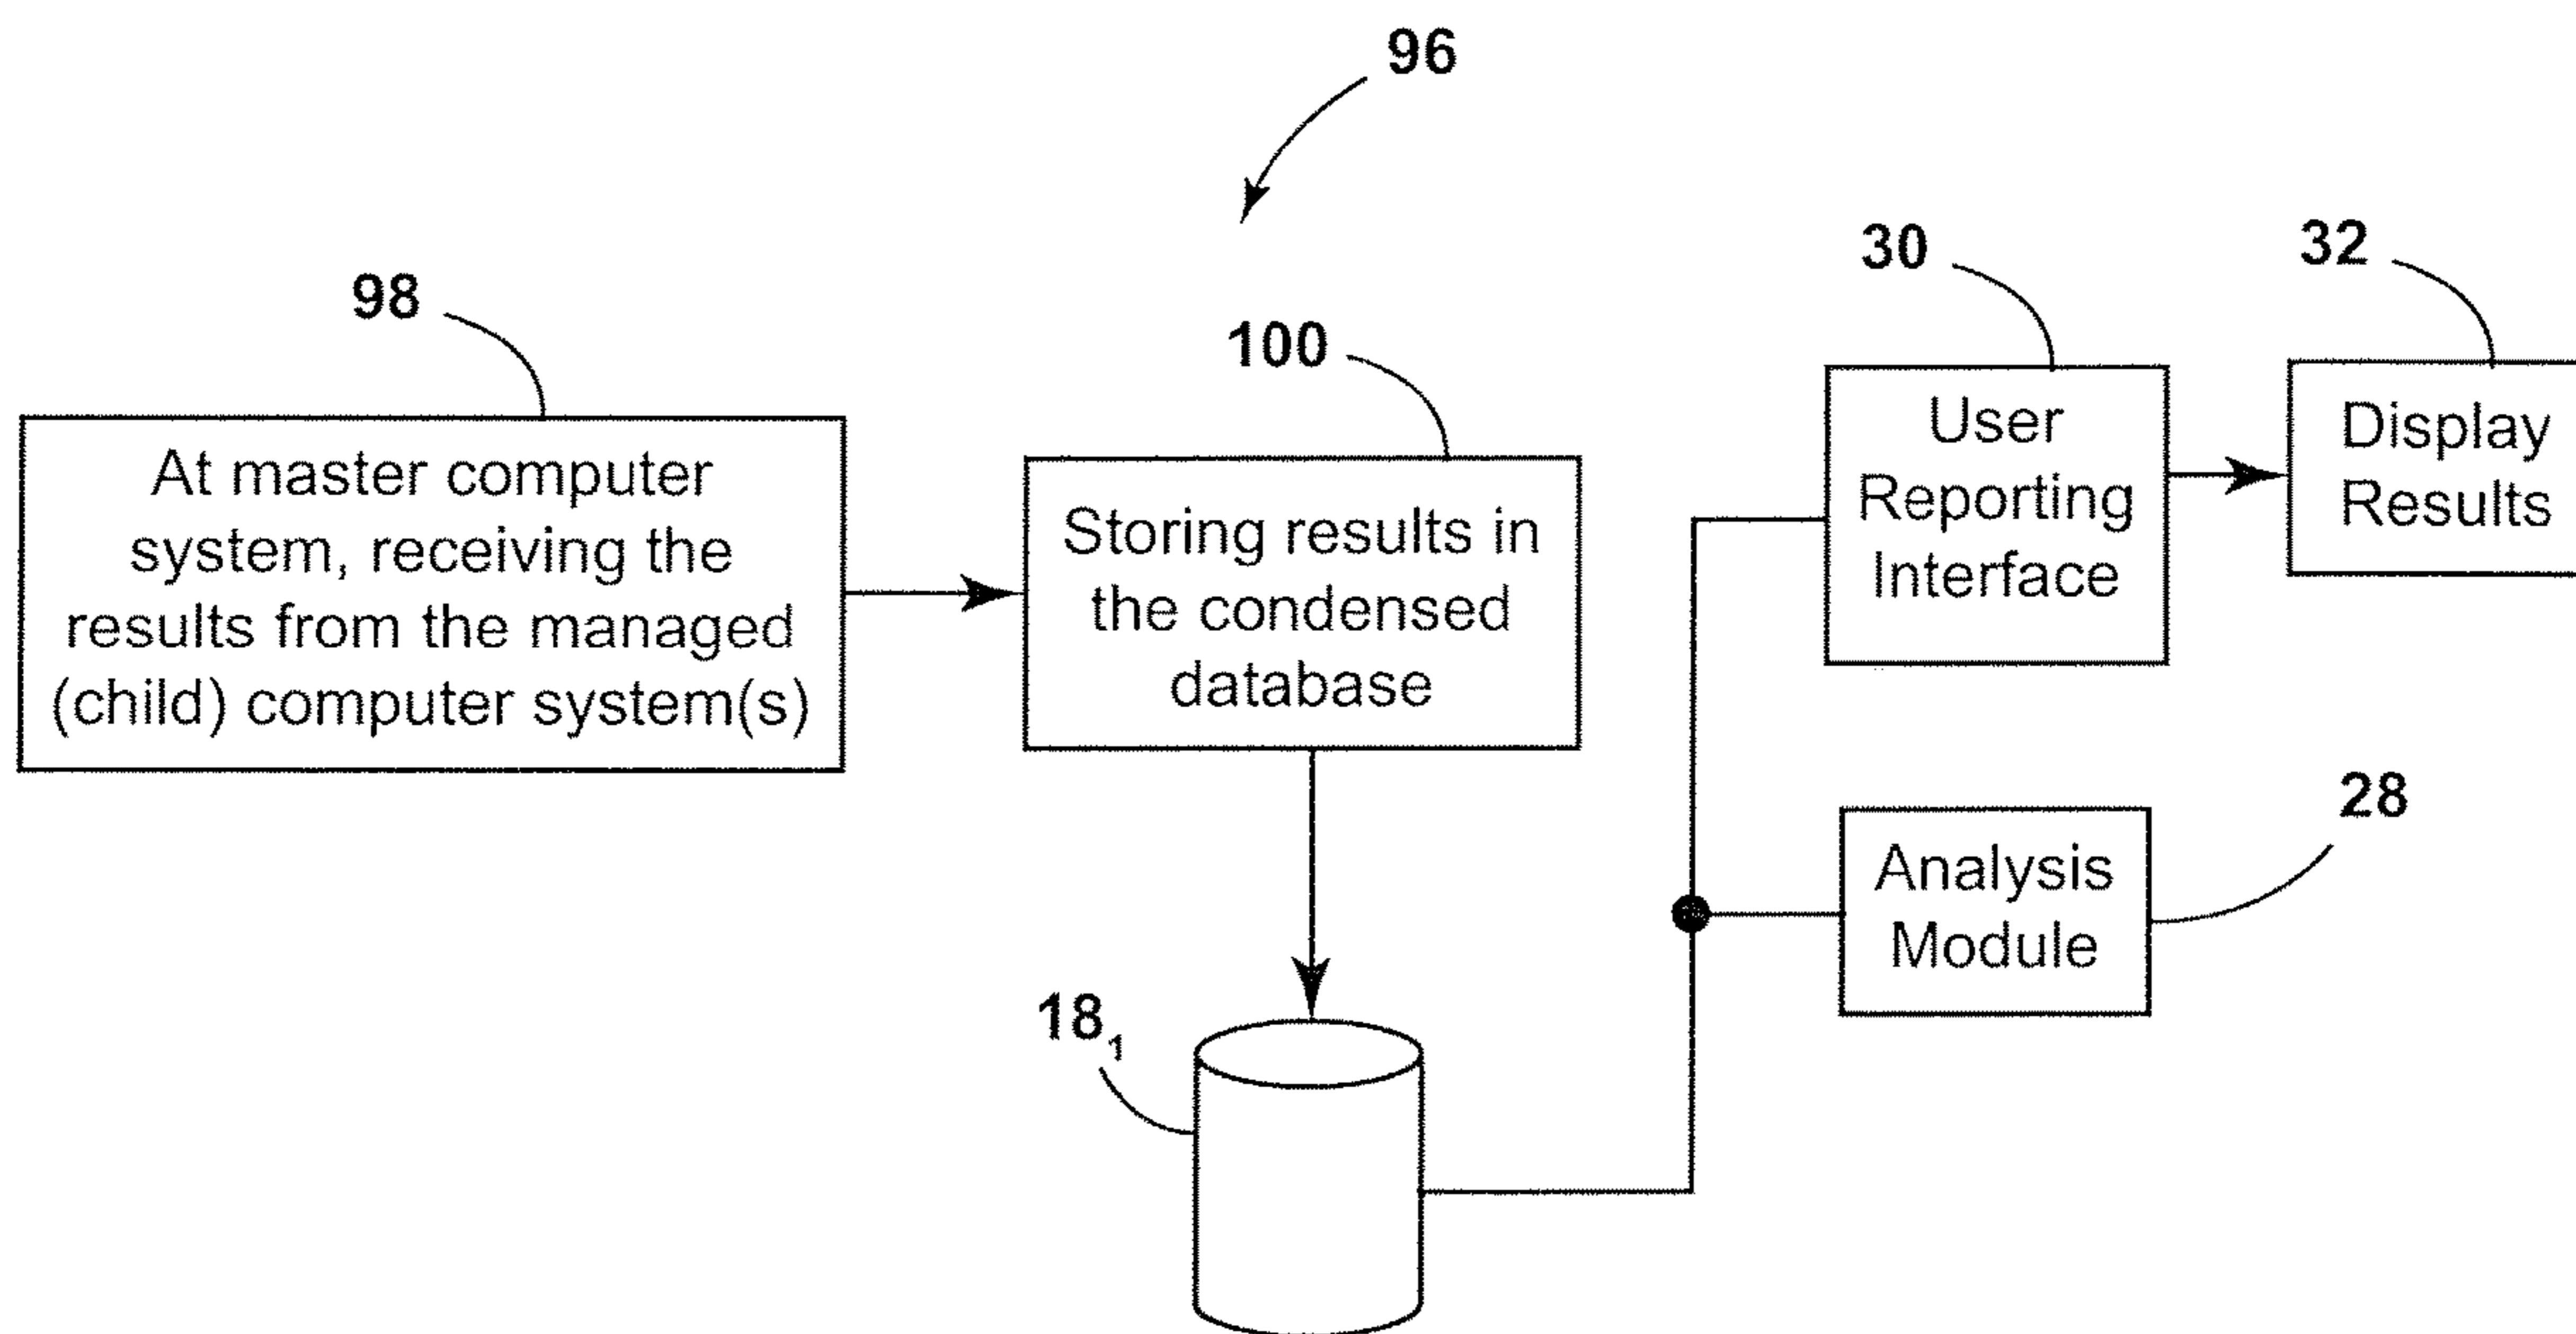 96
98
At master computer
system, receiving the
results from the managed
(child) computer system(s)
100
Storing results in
the condensed
database
30
User
Reporting
Interface
32
Display
Results
28
Analysis
Module
18₁